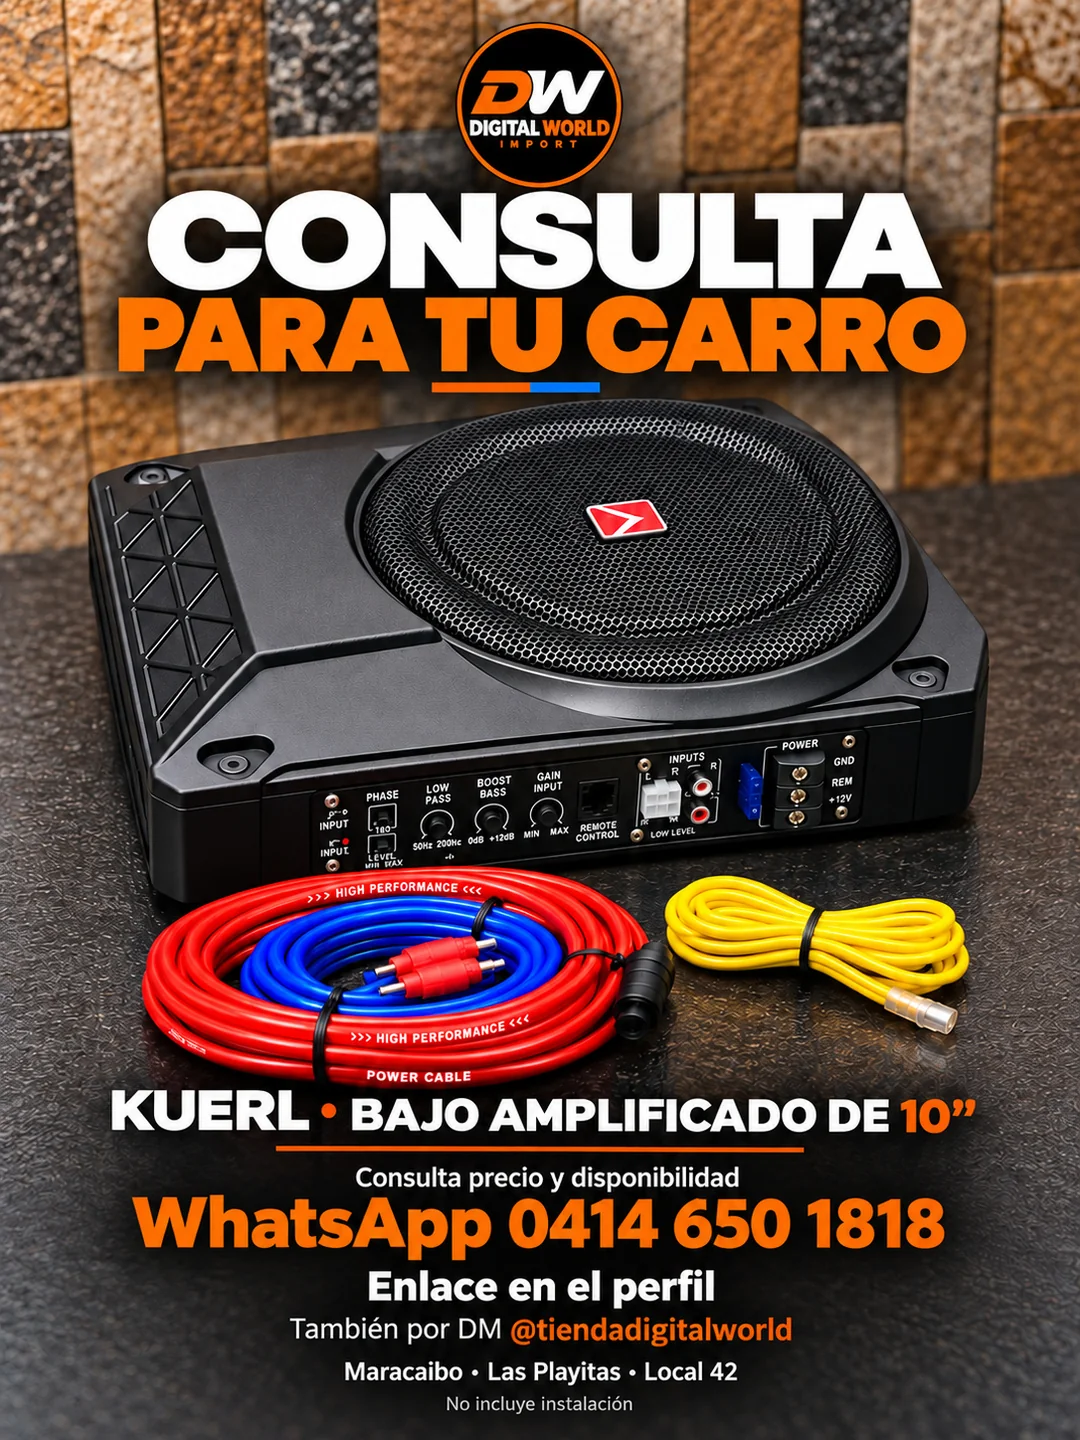 DW
DIGITAL WORLD
IMPORT
CONSULTA
PARA TU CARRO
PHASE
LOW PASS
BOOST BASS
GAIN INPUT
INPUTS
POWER
R
R
GND
REM
+12V
INPUT
INPUT
180
LEVEL
50Hz 200Hz
0dB +12dB
MIN MAX
REMOTE CONTROL
LOW LEVEL
>>> HIGH PERFORMANCE <<<
>>> HIGH PERFORMANCE <<<
POWER CABLE
KUERL • BAJO AMPLIFICADO DE 10”
Consulta precio y disponibilidad
WhatsApp 0414 650 1818
Enlace en el perfil
También por DM @tiendadigitalworld
Maracaibo • Las Playitas • Local 42
No incluye instalación